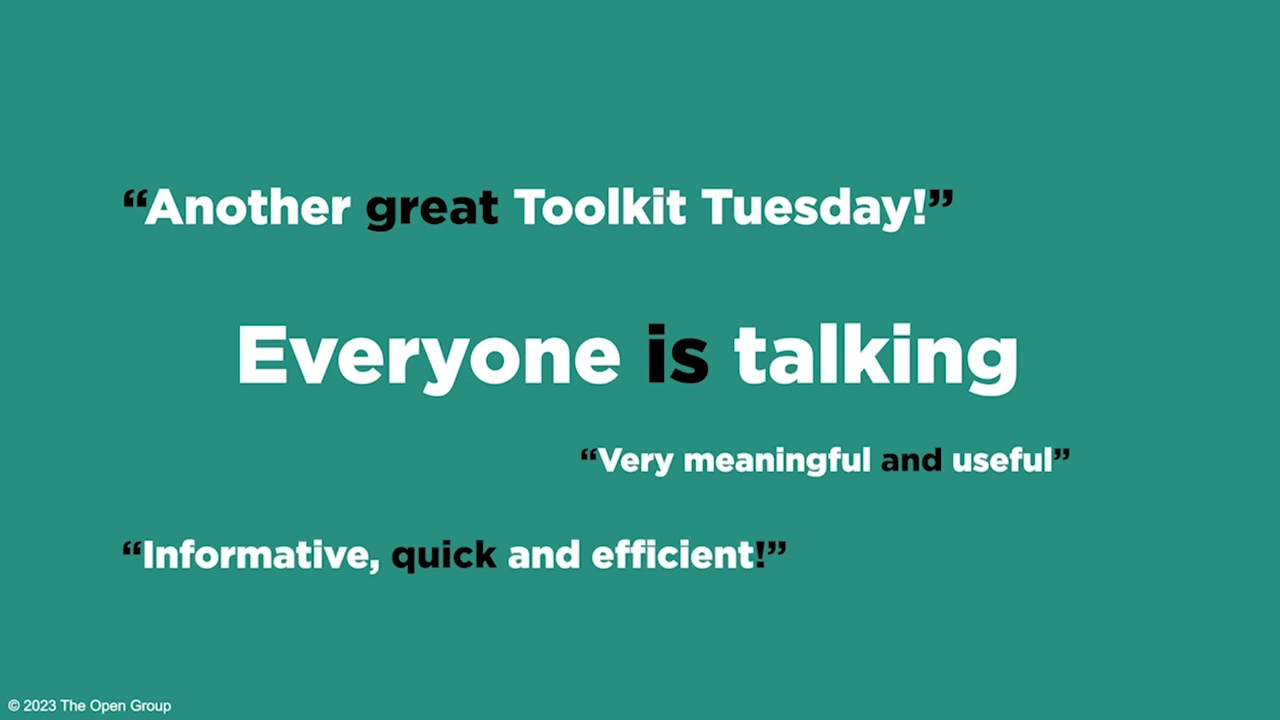 “Another great Toolkit Tuesday!”
Everyone is talking
“Very meaningful and useful”
“Informative, quick and efficient!”
© 2023 The Open Group